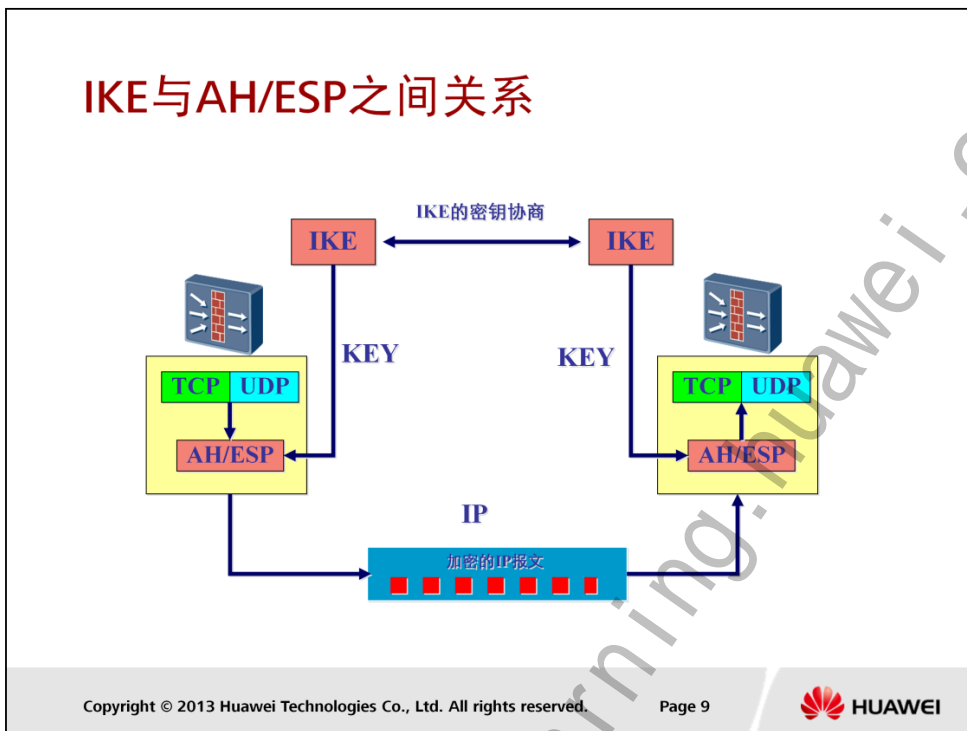 IKE与AH/ESP之间关系
IKE的密钥协商
IKE
IKE
KEY
KEY
TCP UDP
TCP UDP
AH/ESP
AH/ESP
IP
加密的IP报文
Copyright © 2013 Huawei Technologies Co., Ltd. All rights reserved.
Page 9
HUAWEI
rning.huawei.